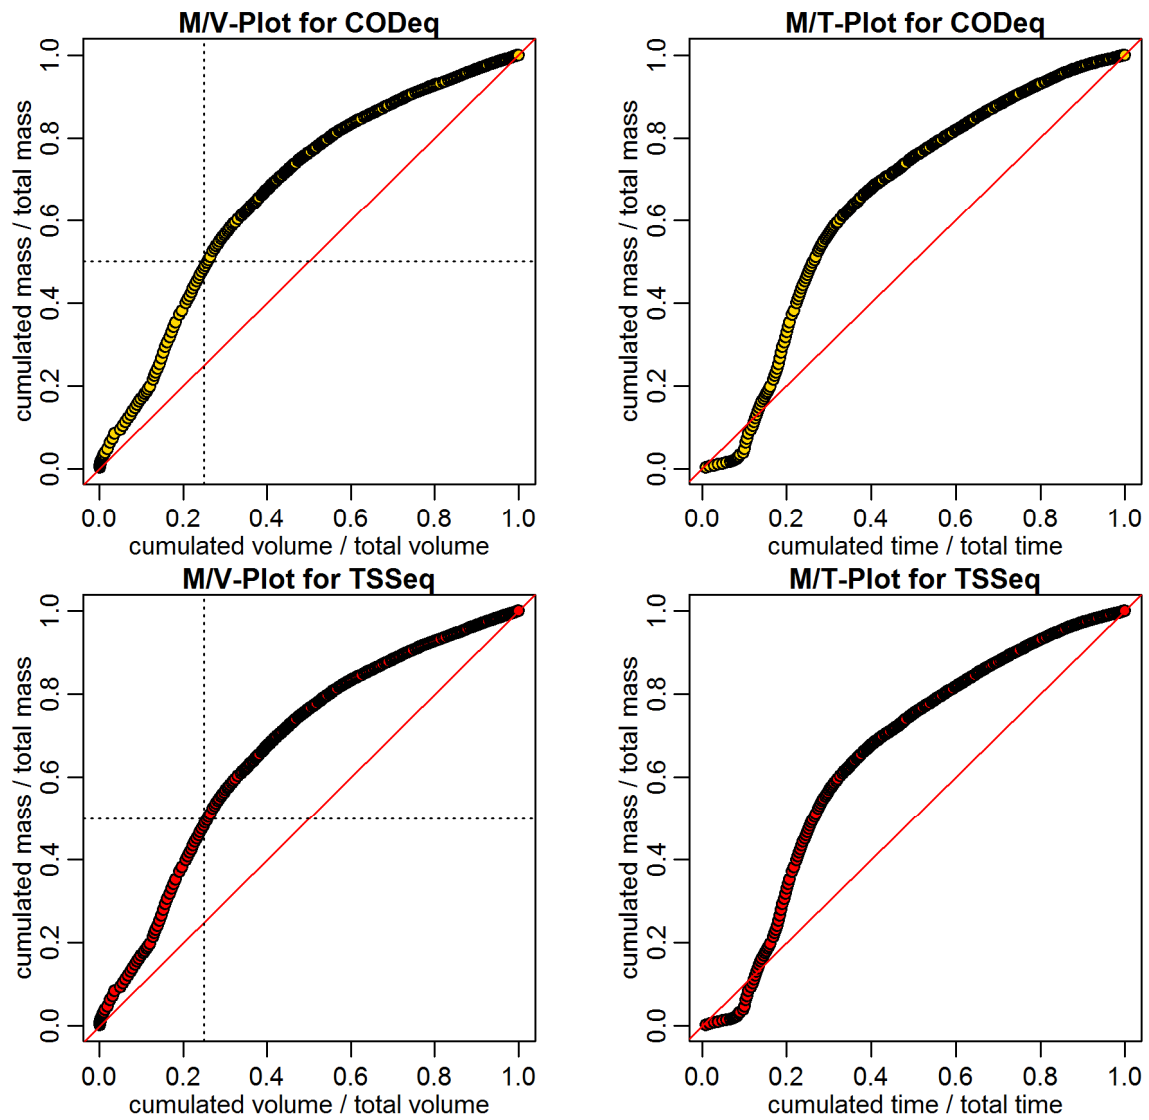 M/V-Plot for CODeq
cumulated mass / total mass
0.0 0.2 0.4 0.6 0.8 1.0
0.0 0.2 0.4 0.6 0.8 1.0
cumulated volume / total volume
M/T-Plot for CODeq
cumulated mass / total mass
0.0 0.2 0.4 0.6 0.8 1.0
0.0 0.2 0.4 0.6 0.8 1.0
cumulated time / total time
M/V-Plot for TSSeq
cumulated mass / total mass
0.0 0.2 0.4 0.6 0.8 1.0
0.0 0.2 0.4 0.6 0.8 1.0
cumulated volume / total volume
M/T-Plot for TSSeq
cumulated mass / total mass
0.0 0.2 0.4 0.6 0.8 1.0
0.0 0.2 0.4 0.6 0.8 1.0
cumulated time / total time